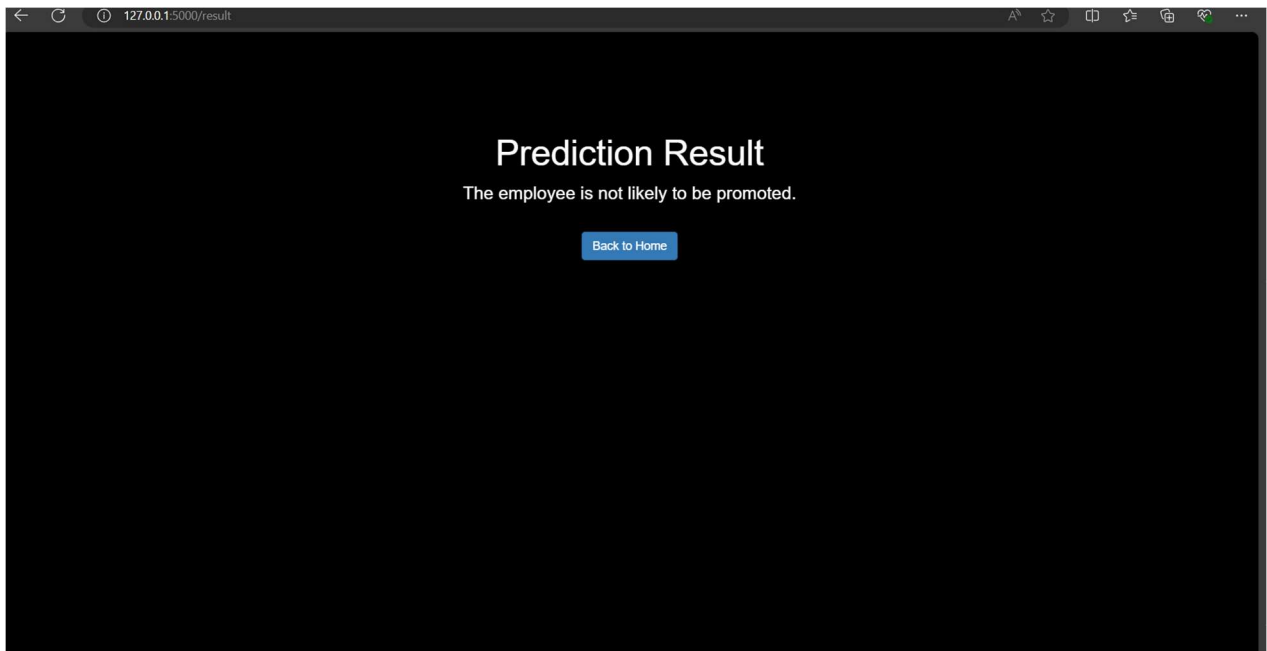 127.0.0.1:5000/result
Prediction Result
The employee is not likely to be promoted.
Back to Home